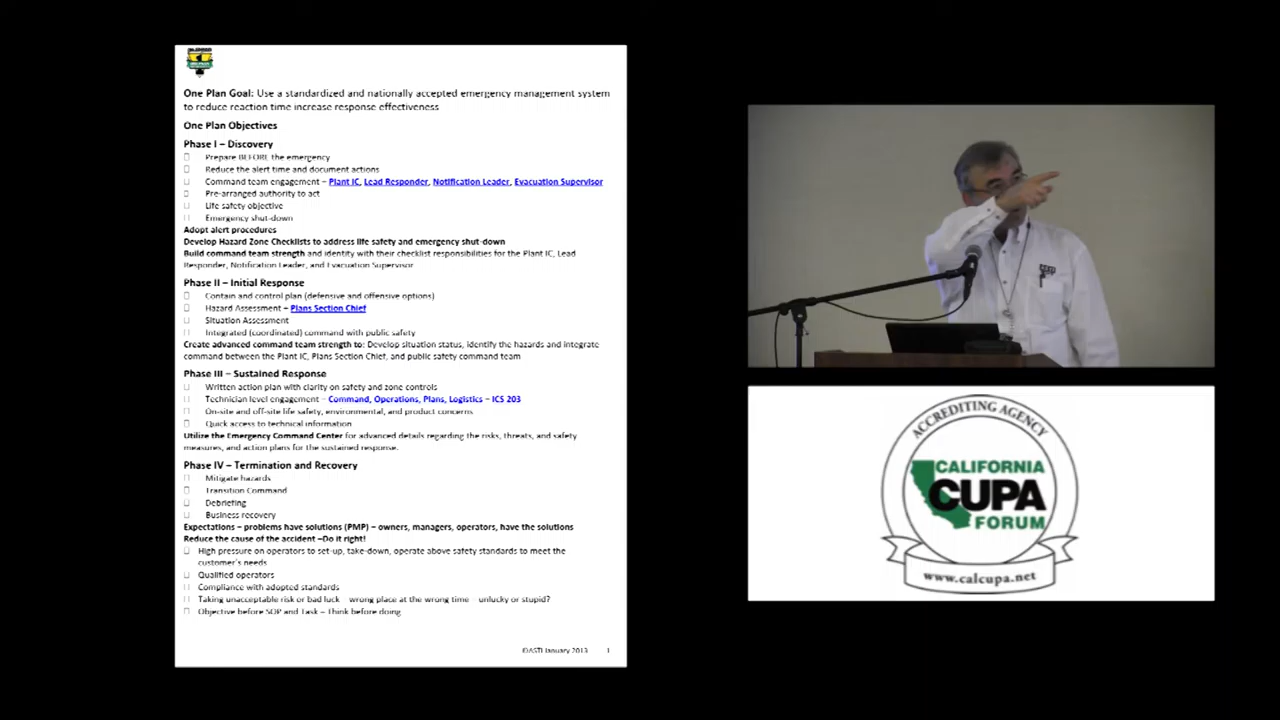 One Plan Goal: Use a standardized and nationally accepted emergency management system
to reduce reaction time increase response effectiveness
One Plan Objectives
Phase I – Discovery
Prepare BEFORE the emergency
Reduce the alert time and document actions
Command team engagement – Plant IC, Lead Responder, Notification Leader, Evacuation Supervisor
Pre-arranged authority to act
Life safety objective
Emergency shut-down
Adopt alert procedures
Develop Hazard Zone Checklists to address life safety and emergency shut-down
Build command team strength and identity with their checklist responsibilities for the Plant IC, Lead
Responder, Notification Leader, and Evacuation Supervisor
Phase II – Initial Response
Contain and control plan (defensive and offensive options)
Hazard Assessment – Plans Section Chief
Situation Assessment
Integrated (coordinated) command with public safety
Create advanced command team strength to: Develop situation status, identify the hazards and integrate
command between the Plant IC, Plans Section Chief, and public safety command team
Phase III – Sustained Response
Written action plan with clarity on safety and zone controls
Technician level engagement – Command, Operations, Plans, Logistics – ICS 203
On-site and off-site life safety, environmental, and product concerns
Quick access to technical information
Utilize the Emergency Command Center for advanced details regarding the risks, threats, and safety
measures, and action plans for the sustained response.
Phase IV – Termination and Recovery
Mitigate hazards
Transition Command
Debriefing
Business recovery
Expectations – problems have solutions (PMP) – owners, managers, operators, have the solutions
Reduce the cause of the accident –Do it right!
High pressure on operators to set-up, take-down, operate above safety standards to meet the
customer's needs
Qualified operators
Compliance with adopted standards
Taking unacceptable risk or bad luck wrong place at the wrong time unlucky or stupid?
Objective before SOP and Task – Think before doing
©ASTI January 2013 1
ACCREDITING AGENCY
CALIFORNIA
CUPA
FORUM
www.calcupa.net